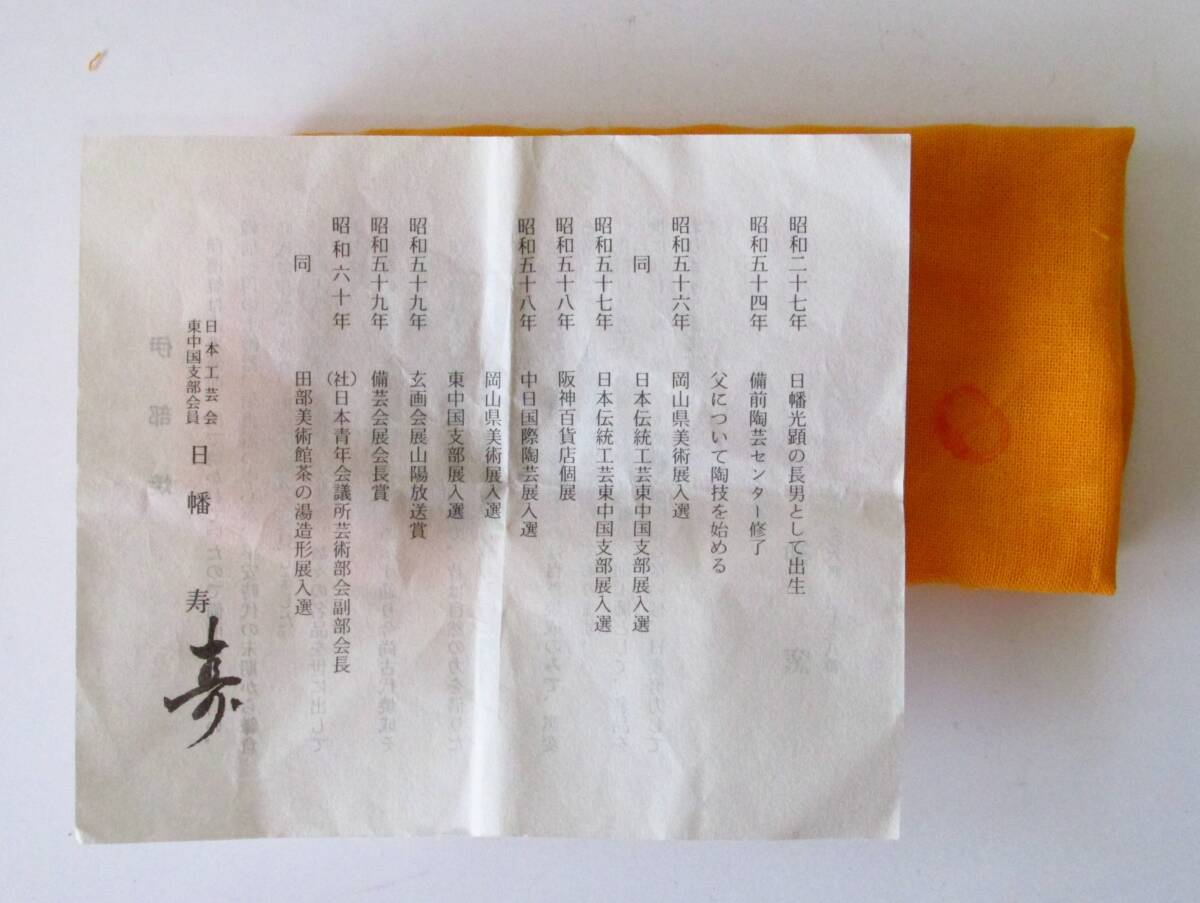 昭和二十七年 日幡光顕の長男として出生
昭和五十四年 備前陶芸センター修了
父について陶技を始める
昭和五十六年 岡山県美術展入選
同 日本伝統工芸東中国支部展入選
昭和五十七年 日本伝統工芸東中国支部展入選
昭和五十八年 阪神百貨店個展
昭和五十八年 中日国際陶芸展入選
岡山県美術展入選
東中国支部展入選
昭和五十九年 玄画会展山陽放送賞
昭和五十九年 備芸会展会長賞
昭和六十年 (社)日本青年会議所芸術部会副部会長
同 田部美術館茶の湯造形展入選
日本工芸会
東中国支部会員
日幡寿
寿